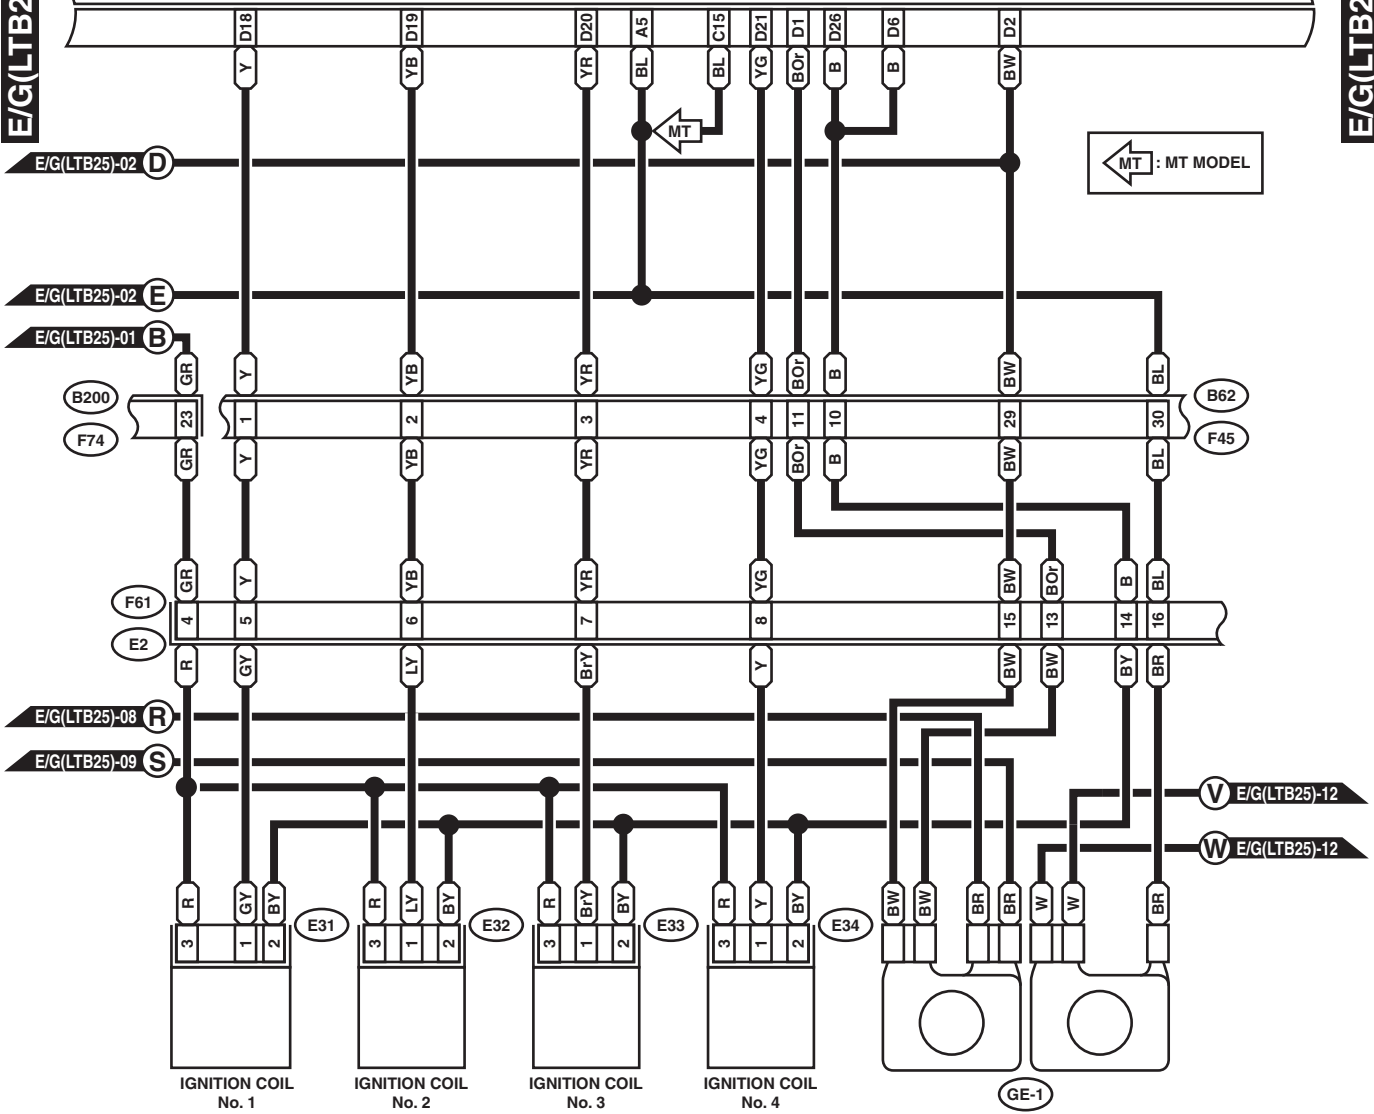 E/G(LTB2
E/G(LTB2
D18 D19 D20 A5 C15 D21 D1 D26 D6 D2
Y YB YR BL BL YG BOr B B BW
MT
MT : MT MODEL
E/G(LTB25)-02 D
E/G(LTB25)-02 E
E/G(LTB25)-01 B
GR Y YB YR YG BOr B BW BL
B200 B62
23 1 2 3 4 11 10 29 30
F74 F45
GR Y YB YR YG BOr B BW BL
GR Y YB YR YG BW BOr B BL
F61
4 5 6 7 8 15 13 14 16
E2
R GY LY BrY Y BW BW BY BR
E/G(LTB25)-08 R
E/G(LTB25)-09 S
V E/G(LTB25)-12
W E/G(LTB25)-12
R GY BY R LY BY R BrY BY R Y BY BW BW BR BR W W BR
E31 E32 E33 E34
3 1 2 3 1 2 3 1 2 3 1 2
IGNITION COIL
No. 1
IGNITION COIL
No. 2
IGNITION COIL
No. 3
IGNITION COIL
No. 4
GE-1